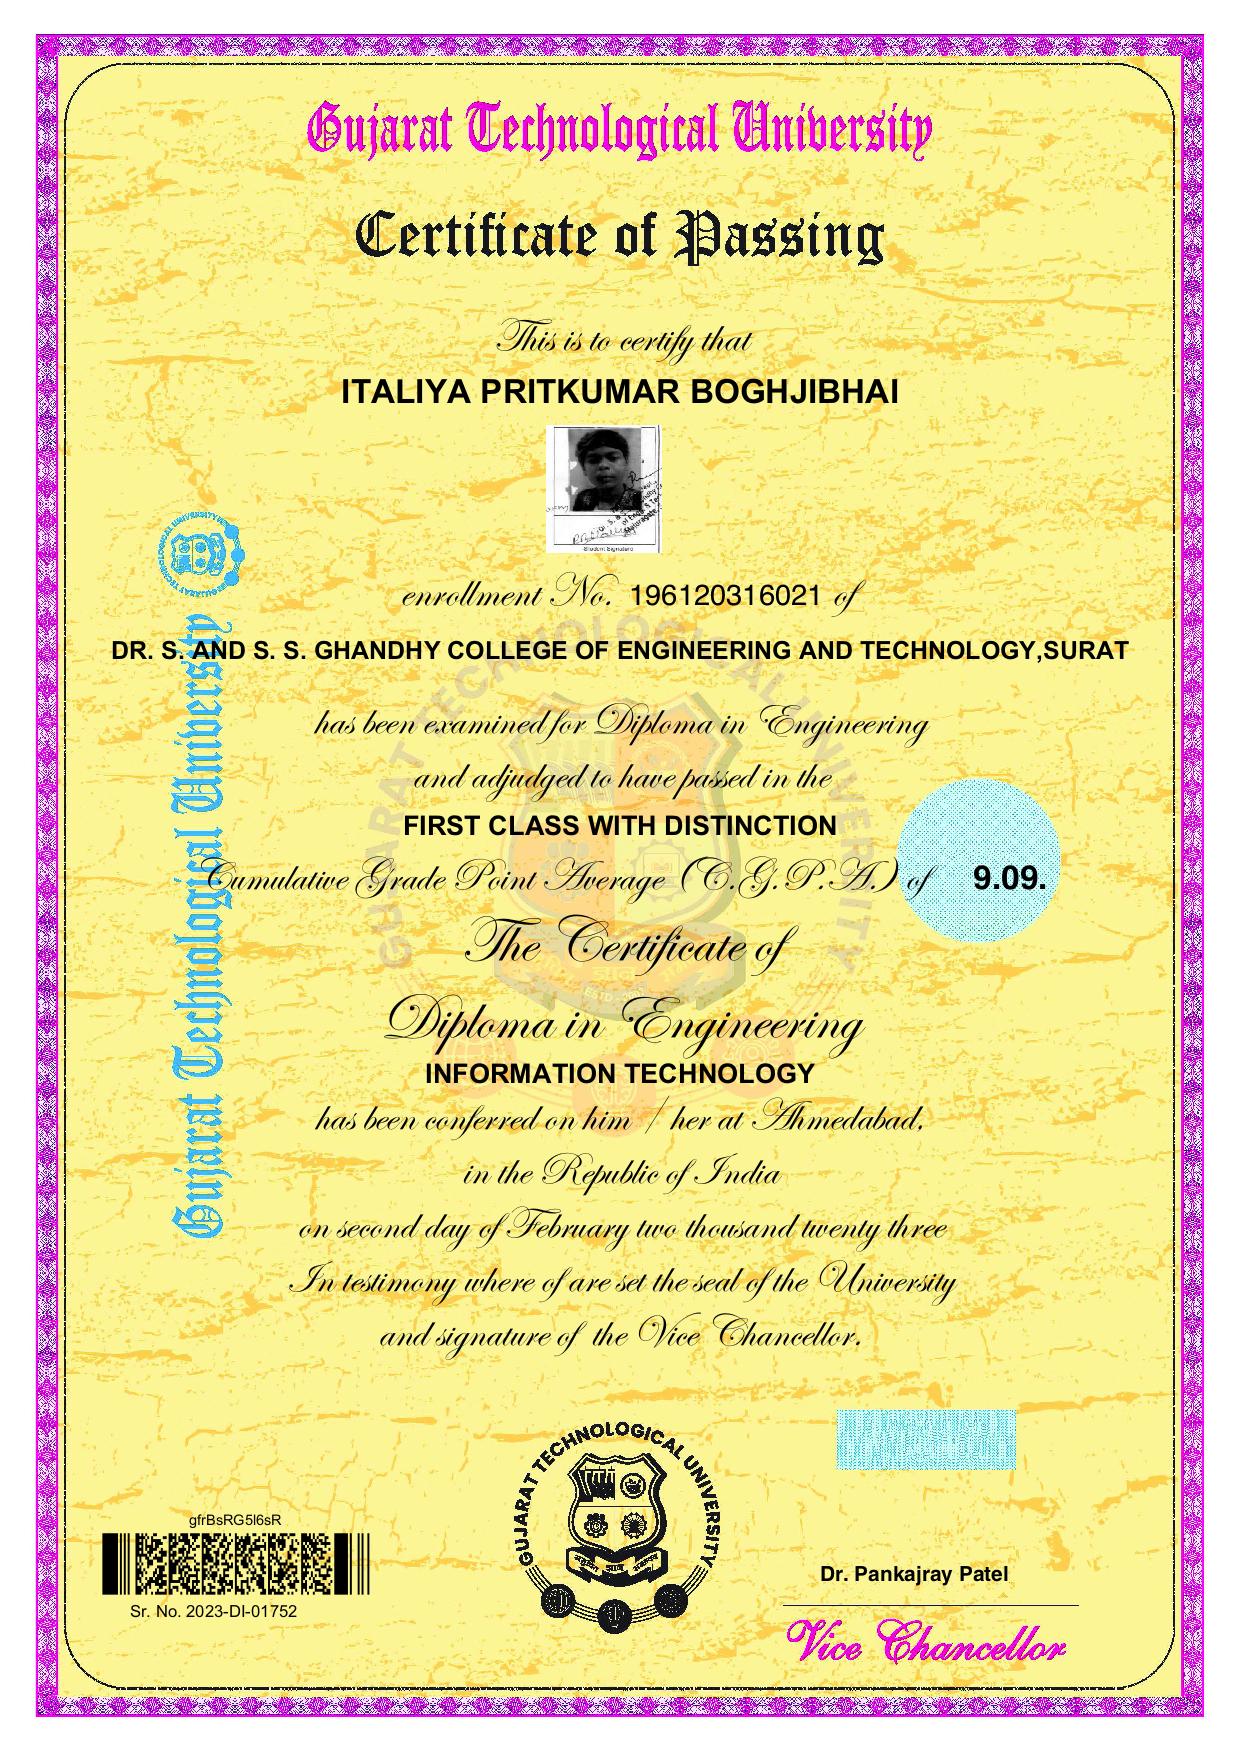 Gujarat Technological University
Certificate of Passing
This is to certify that
ITALIYA PRITKUMAR BOGHJIBHAI
Student Signature
enrollment No. 196120316021 of
DR. S. AND S. S. GHANDHY COLLEGE OF ENGINEERING AND TECHNOLOGY,SURAT
has been examined for Diploma in Engineering
and adjudged to have passed in the
FIRST CLASS WITH DISTINCTION
Cumulative Grade Point Average (C.G.P.A.) of 9.09.
The Certificate of
Diploma in Engineering
INFORMATION TECHNOLOGY
has been conferred on him / her at Ahmedabad,
in the Republic of India
on second day of February two thousand twenty three
In testimony where of are set the seal of the University
and signature of the Vice Chancellor.
Gujarat Technological University
GUJARAT TECHNOLOGICAL UNIVERSITY
GUJARAT TECHNOLOGICAL UNIVERSITY
gfrBsRG5l6sR
Sr. No. 2023-DI-01752
GUJARAT TECHNOLOGICAL UNIVERSITY
Dr. Pankajray Patel
Vice Chancellor